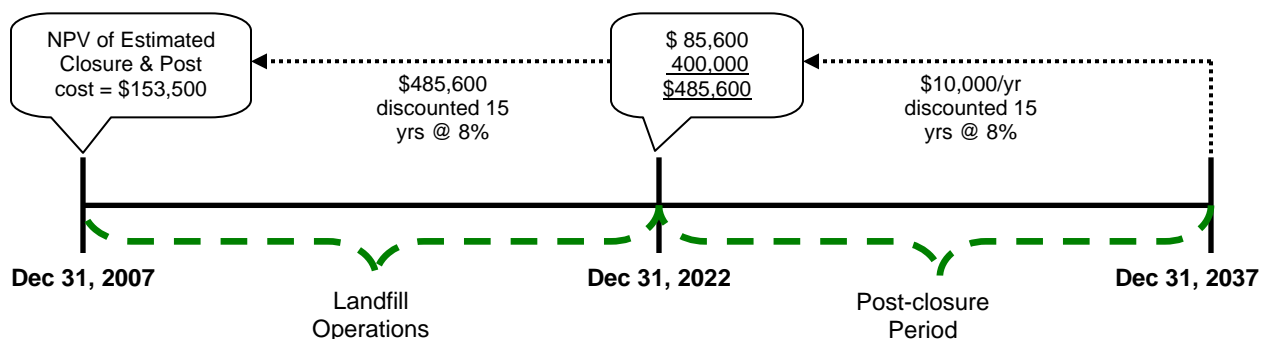 NPV of Estimated
Closure & Post
cost = $153,500
$485,600
discounted 15
yrs @ 8%
$ 85,600
400,000
$485,600
$10,000/yr
discounted 15
yrs @ 8%
Dec 31, 2007
Dec 31, 2022
Dec 31, 2037
Landfill
Operations
Post-closure
Period